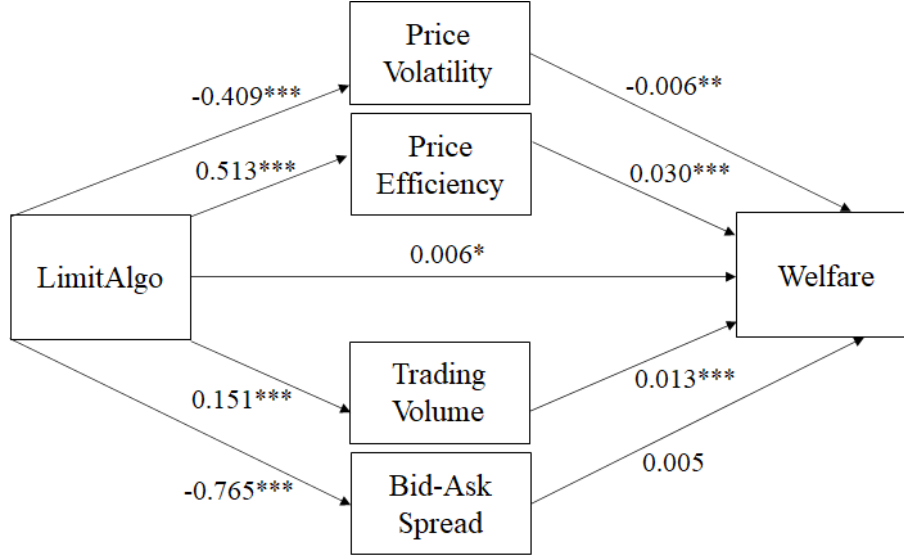 Price
Volatility
-0.409***
-0.006**
Price
Efficiency
0.513***
0.030***
LimitAlgo
0.006*
Welfare
Trading
Volume
0.151***
0.013***
Bid-Ask
Spread
-0.765***
0.005